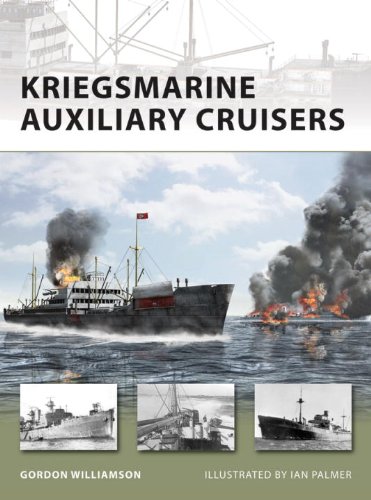 KRIEGSMARINE
AUXILIARY CRUISERS
GORDON WILLIAMSON
ILLUSTRATED BY IAN PALMER